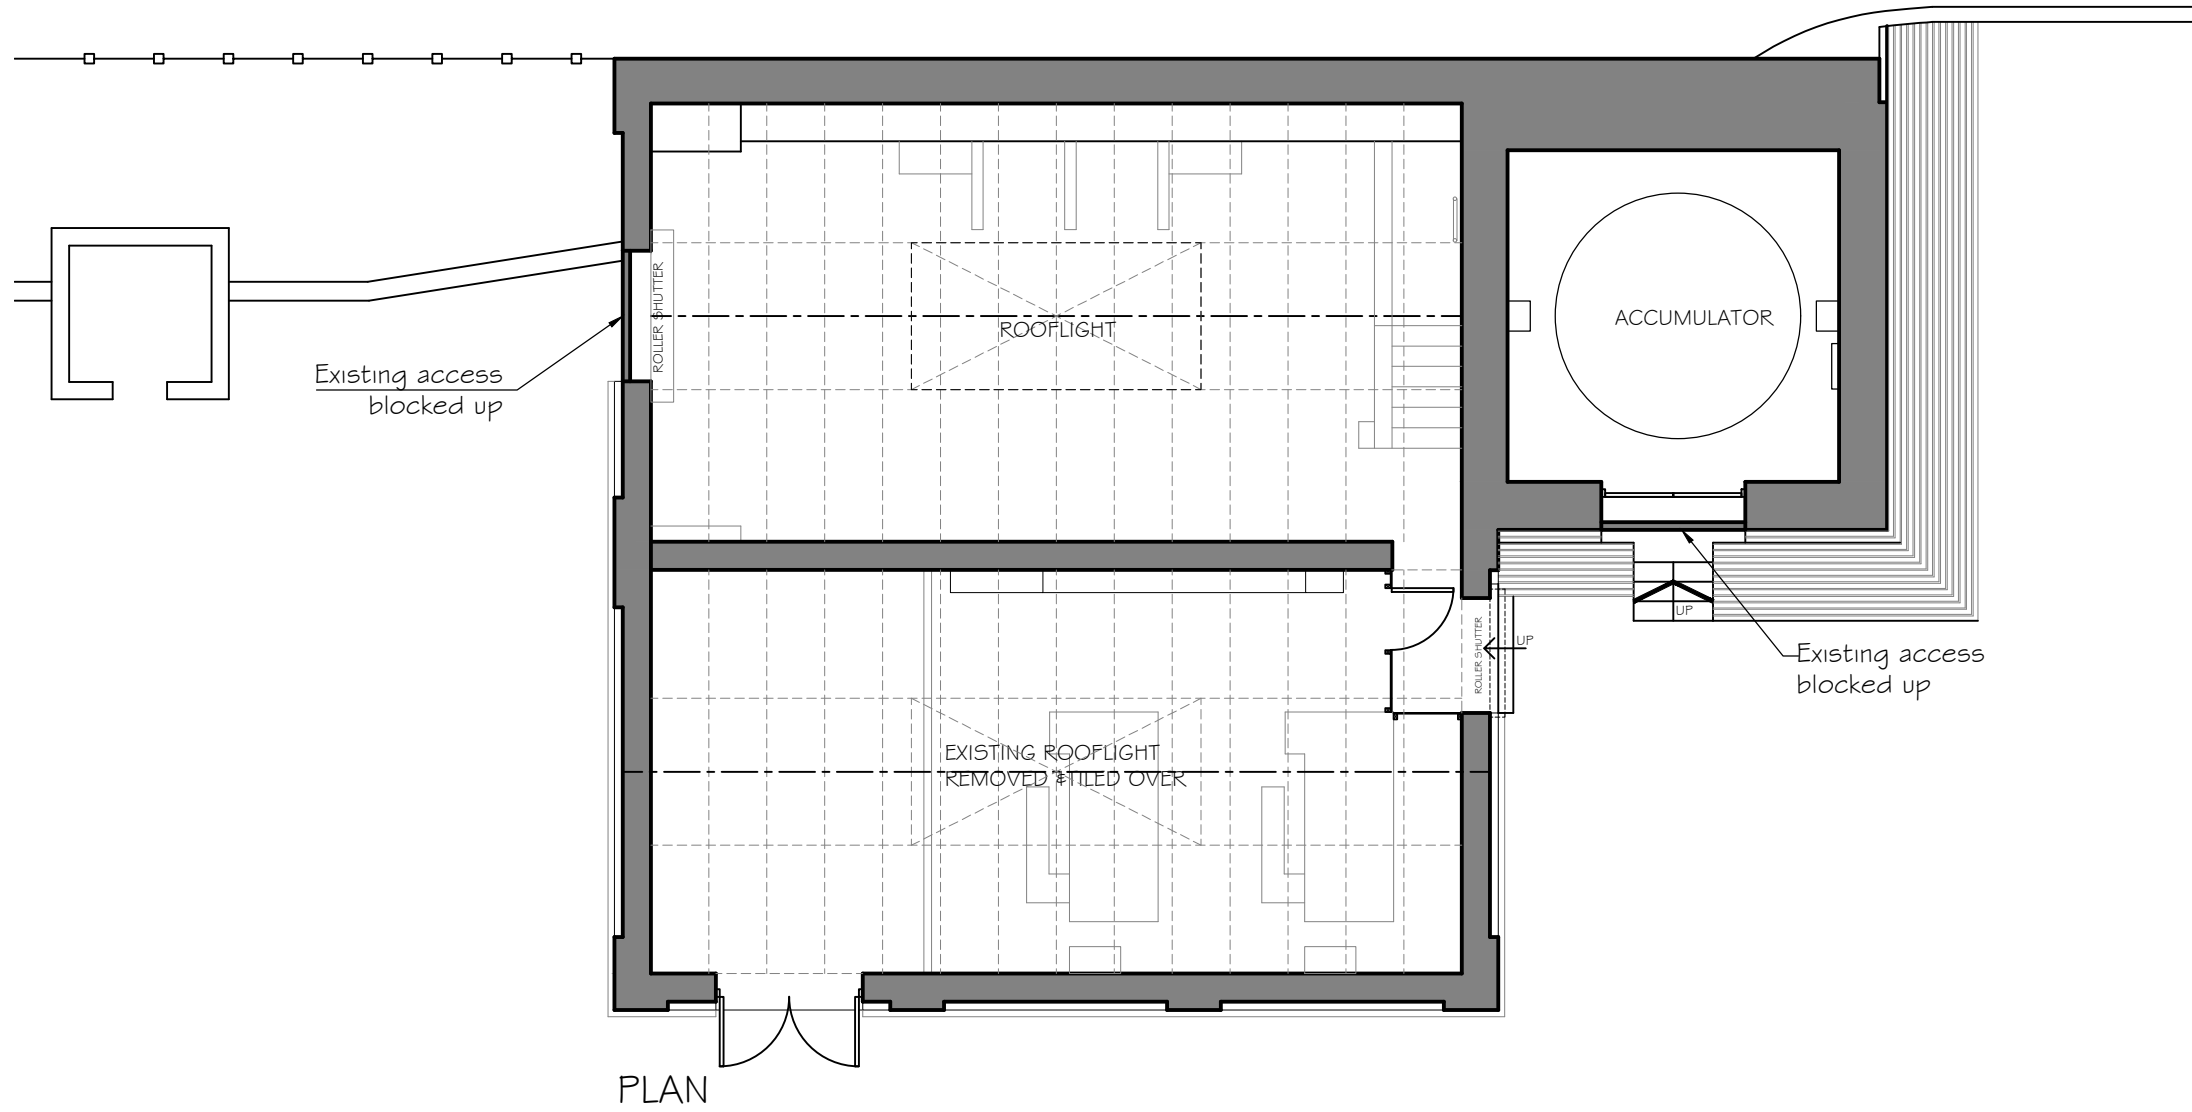 ROLLER SHUTTER
ROOFLIGHT
ACCUMULATOR
Existing access
blocked up
UP
UP
ROLLER SHUTTER
Existing access
blocked up
EXISTING ROOFLIGHT
REMOVED & TILED OVER
PLAN